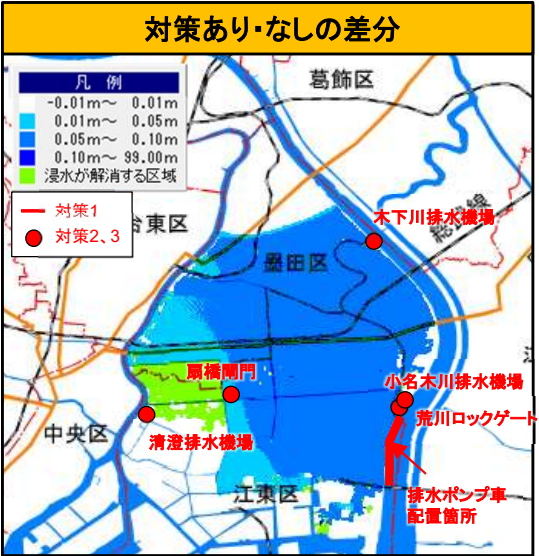 対策あり・なしの差分
凡 例
-0.01m～ 0.01m
0.01m～ 0.05m
0.05m～ 0.10m
0.10m～ 99.00m
浸水が解消する区域
対策1
対策2、3
葛飾区
台東区
木下川排水機場
総武線
墨田区
扇橋閘門
小名木川排水機場
荒川ロックゲート
中央区
清澄排水機場
江東区
排水ポンプ車
配置箇所